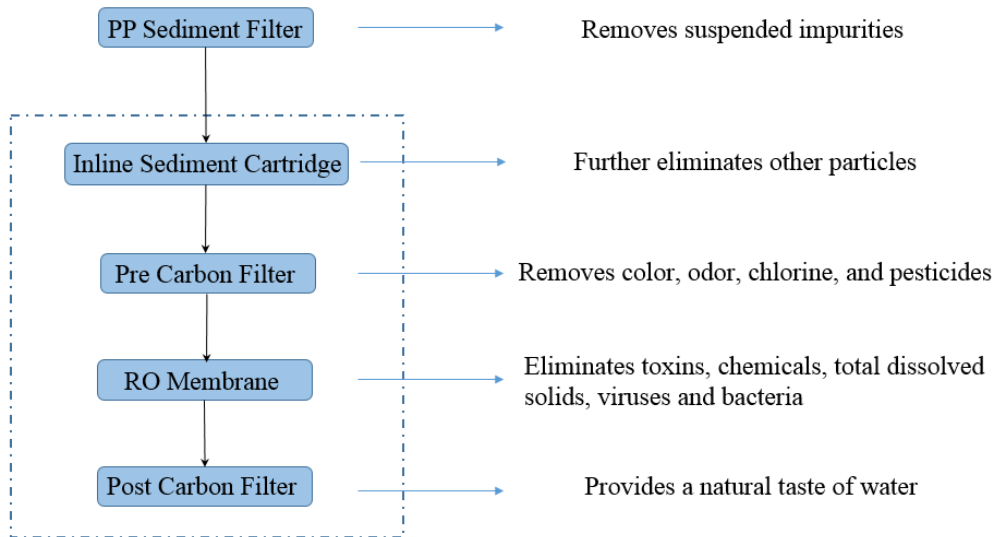 PP Sediment Filter
Removes suspended impurities
Inline Sediment Cartridge
Further eliminates other particles
Pre Carbon Filter
Removes color, odor, chlorine, and pesticides
RO Membrane
Eliminates toxins, chemicals, total dissolved
solids, viruses and bacteria
Post Carbon Filter
Provides a natural taste of water